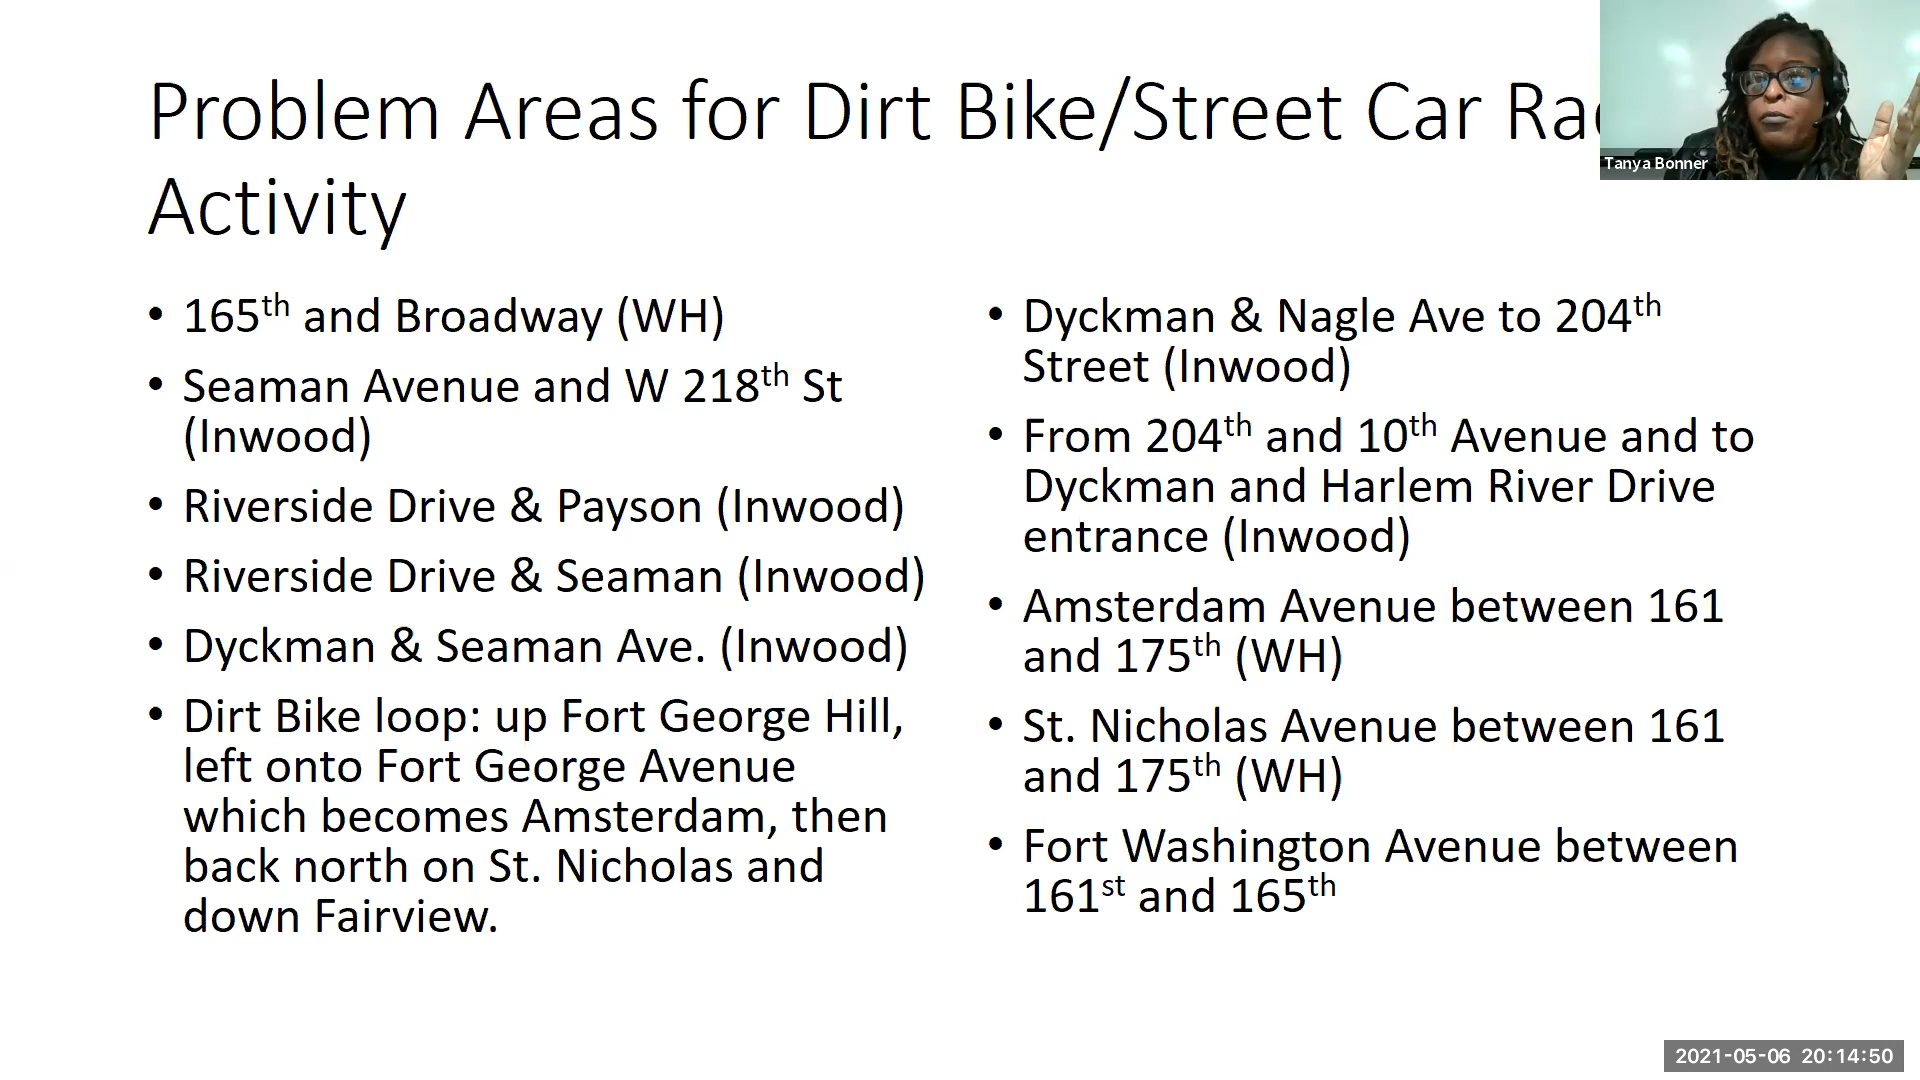 Problem Areas for Dirt Bike/Street Car
Activity
• 165th and Broadway (WH)
• Seaman Avenue and W 218th St
(Inwood)
• Riverside Drive & Payson (Inwood)
• Riverside Drive & Seaman (Inwood)
• Dyckman & Seaman Ave. (Inwood)
• Dirt Bike loop: up Fort George Hill,
left onto Fort George Avenue
which becomes Amsterdam, then
back north on St. Nicholas and
down Fairview.
• Dyckman & Nagle Ave to 204th
Street (Inwood)
• From 204th and 10th Avenue and to
Dyckman and Harlem River Drive
entrance (Inwood)
• Amsterdam Avenue between 161
and 175th (WH)
• St. Nicholas Avenue between 161
and 175th (WH)
• Fort Washington Avenue between
161st and 165th
Tanya Bonner
2021-05-06 20:14:50